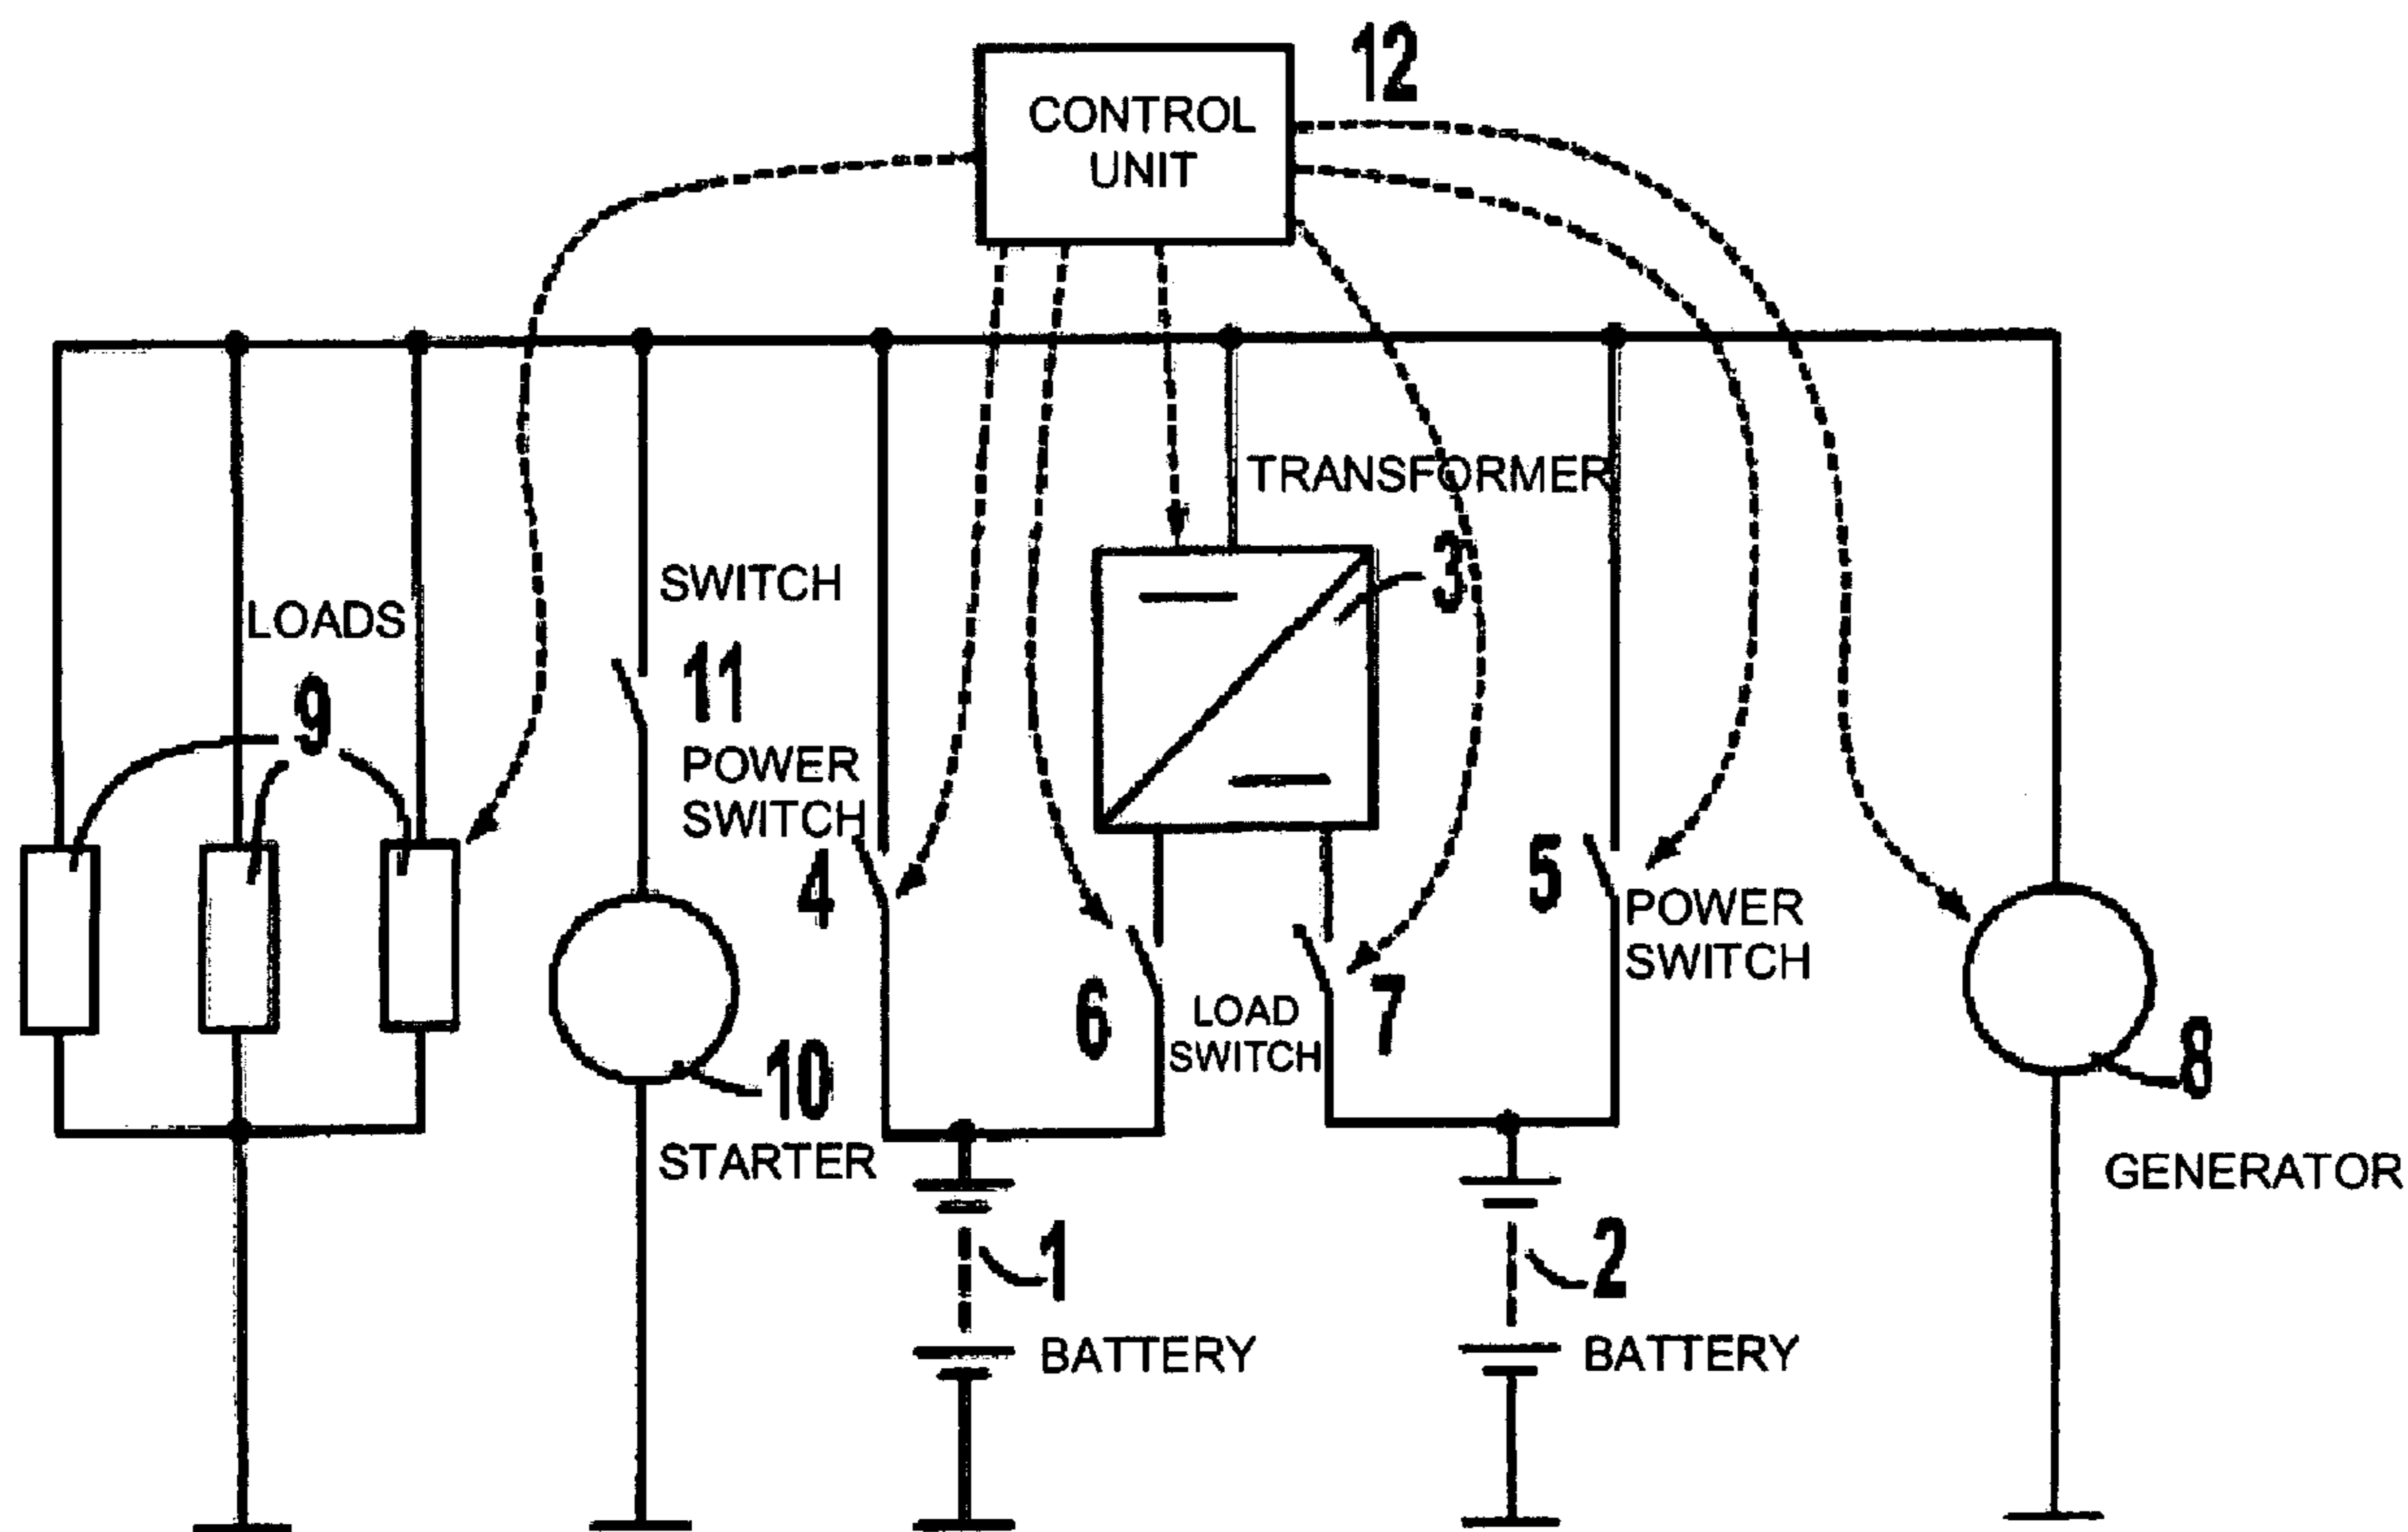 12
CONTROL
UNIT
TRANSFORMER
3
SWITCH
LOADS
11
9
POWER
SWITCH
4
5
POWER
SWITCH
6
LOAD
SWITCH
7
10
8
STARTER
GENERATOR
1
2
BATTERY
BATTERY